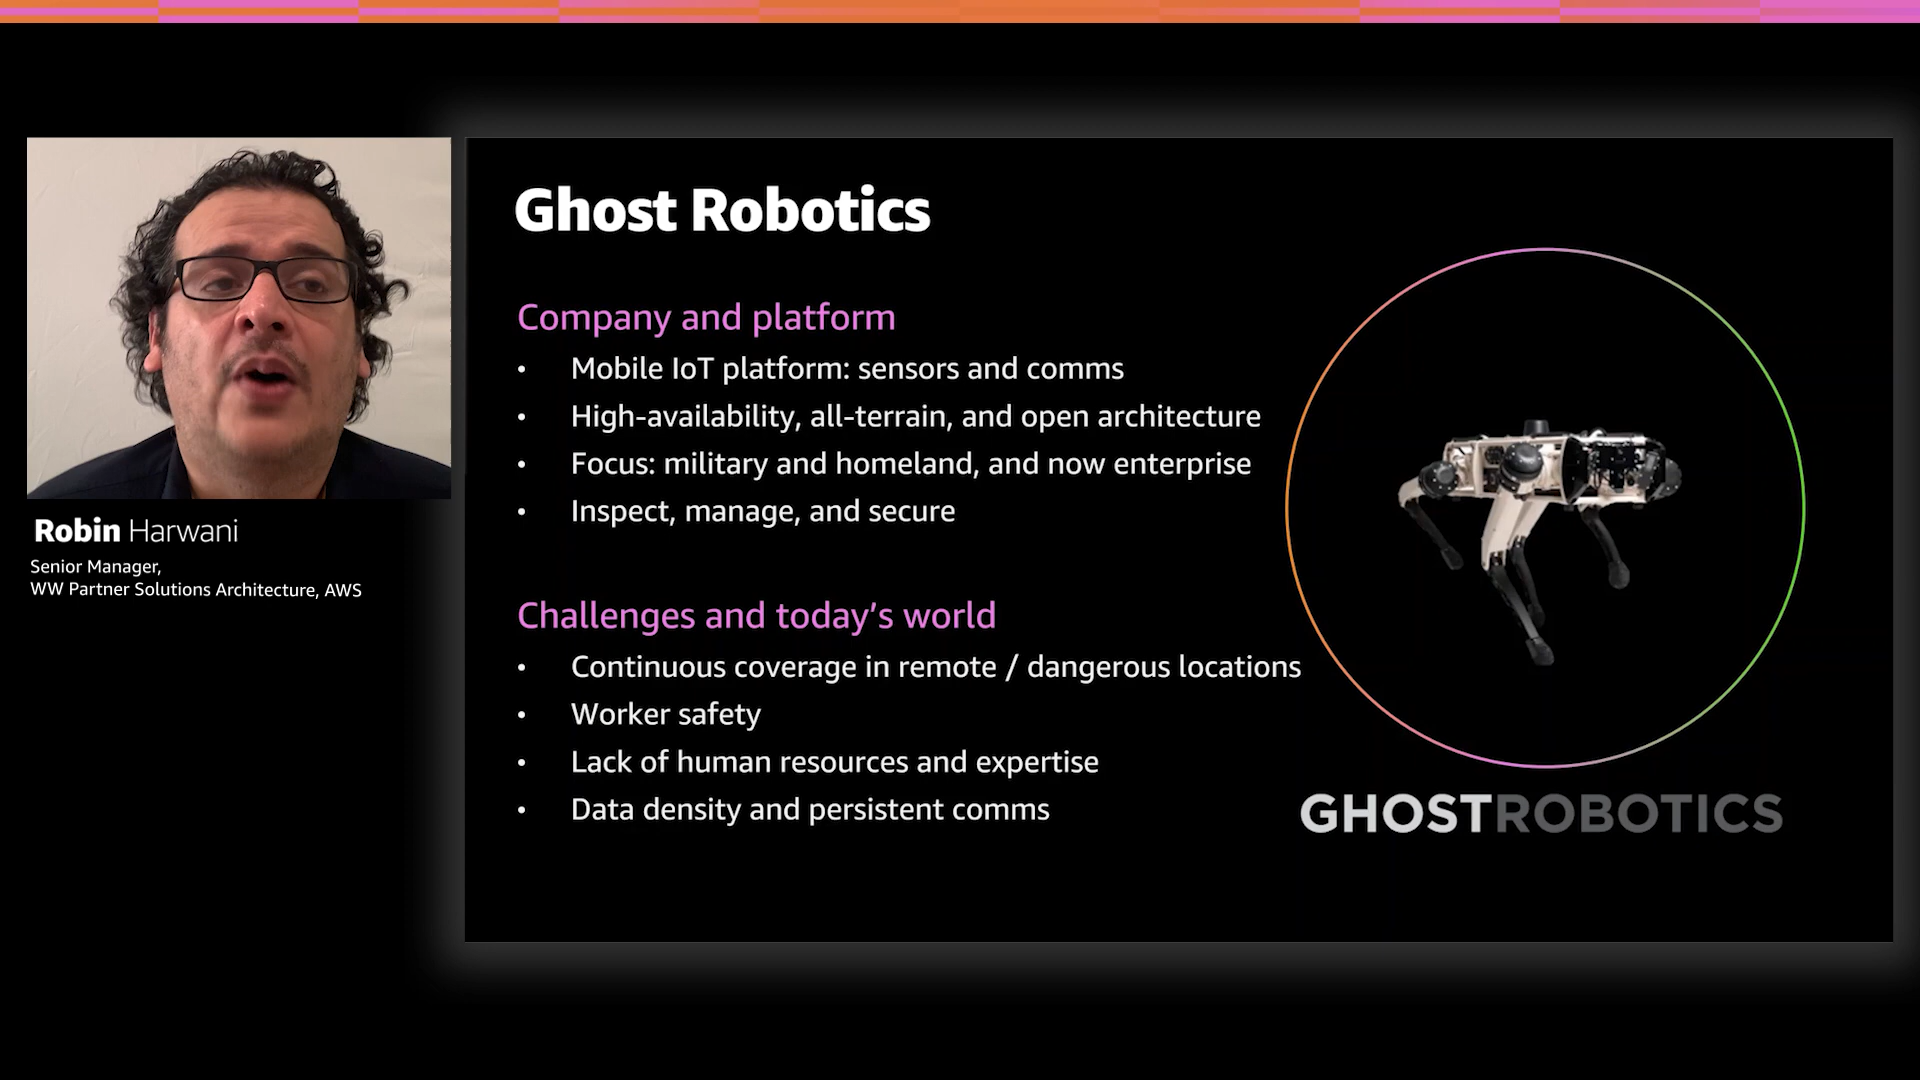 Ghost Robotics
Company and platform
• Mobile IoT platform: sensors and comms
• High-availability, all-terrain, and open architecture
• Focus: military and homeland, and now enterprise
• Inspect, manage, and secure
Challenges and today’s world
• Continuous coverage in remote / dangerous locations
• Worker safety
• Lack of human resources and expertise
• Data density and persistent comms
GHOSTROBOTICS
Robin Harwani
Senior Manager,
WW Partner Solutions Architecture, AWS